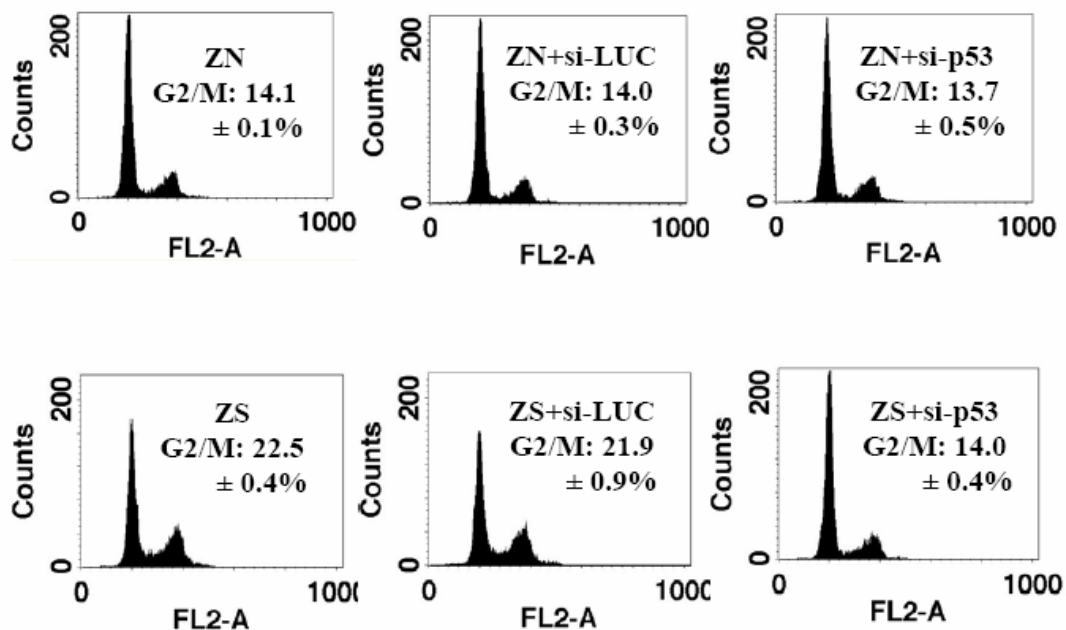 Counts
200
0
ZN
G2/M: 14.1
± 0.1%
0
1000
FL2-A
Counts
200
0
ZN+si-LUC
G2/M: 14.0
± 0.3%
0
1000
FL2-A
Counts
200
0
ZN+si-p53
G2/M: 13.7
± 0.5%
0
1000
FL2-A
Counts
200
0
ZS
G2/M: 22.5
± 0.4%
0
1000
FL2-A
Counts
200
0
ZS+si-LUC
G2/M: 21.9
± 0.9%
0
100(
FL2-A
Counts
200
0
ZS+si-p53
G2/M: 14.0
± 0.4%
0
1000
FL2-A